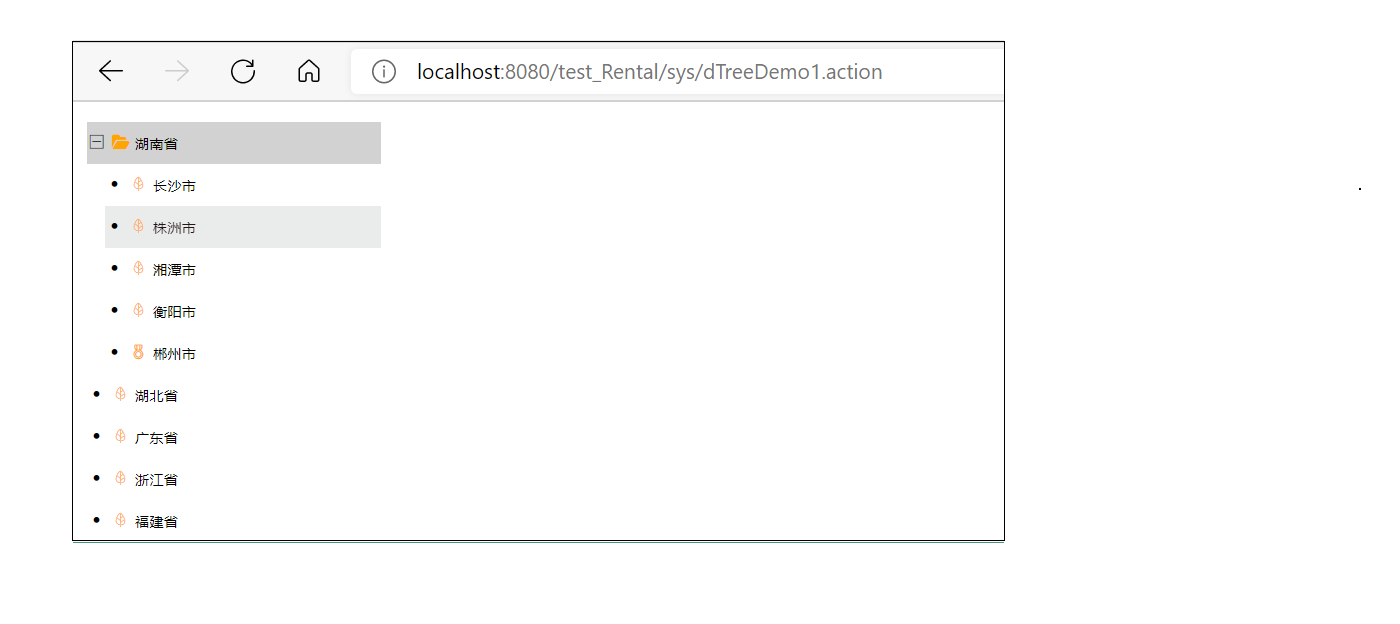 localhost:8080/test_Rental/sys/dTreeDemo1.action
湖南省
长沙市
株洲市
湘潭市
衡阳市
郴州市
湖北省
广东省
浙江省
福建省